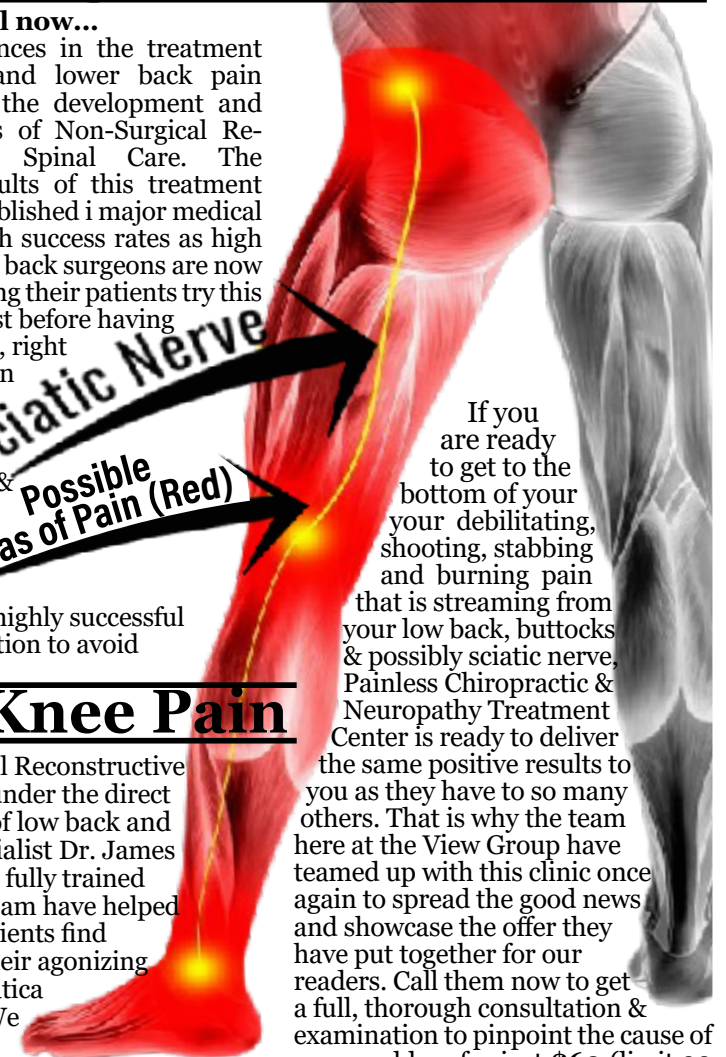 l now...
nces in the treatment
and lower back pain
the development and
s of Non-Surgical Re-
Spinal Care. The
ults of this treatment
blished i major medical
h success rates as high
back surgeons are now
ng their patients try this
st before having
, right
n
ciatic Nerve
&
Possible
as of Pain (Red)
highly successful
tion to avoid
Knee Pain
l Reconstructive
under the direct
of low back and
ialist Dr. James
fully trained
am have helped
ients find
eir agonizing
tica
We
If you
are ready
to get to the
bottom of your
your debilitating,
shooting, stabbing
and burning pain
that is streaming from
your low back, buttocks
& possibly sciatic nerve,
Painless Chiropractic &
Neuropathy Treatment
Center is ready to deliver
the same positive results to
you as they have to so many
others. That is why the team
here at the View Group have
teamed up with this clinic once
again to spread the good news
and showcase the offer they
have put together for our
readers. Call them now to get
a full, thorough consultation &
examination to pinpoint the cause of